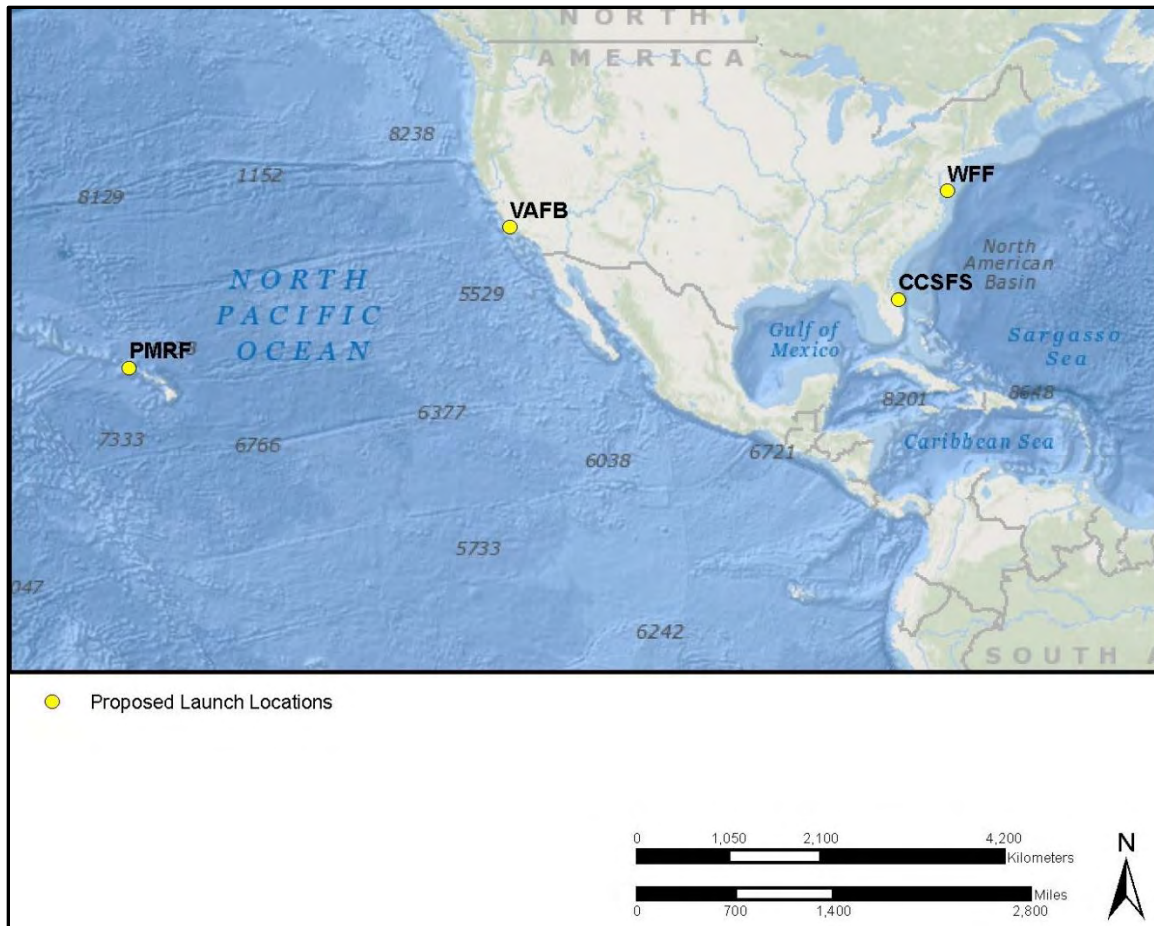 NORTH
AMERICA
8238
1152
8129
WFF
VAFB
NORTH
PACIFIC
OCEAN
5529
North
American
Basin
CCSFS
Gulf of
Mexico
Sargasso
Sea
PMRF
8201
8648
6377
7333
6766
6038
6721
Caribbean Sea
5733
047
6242
SOUTH A
Proposed Launch Locations
0 1,050 2,100 4,200
Kilometers
Miles
0 700 1,400 2,800
N